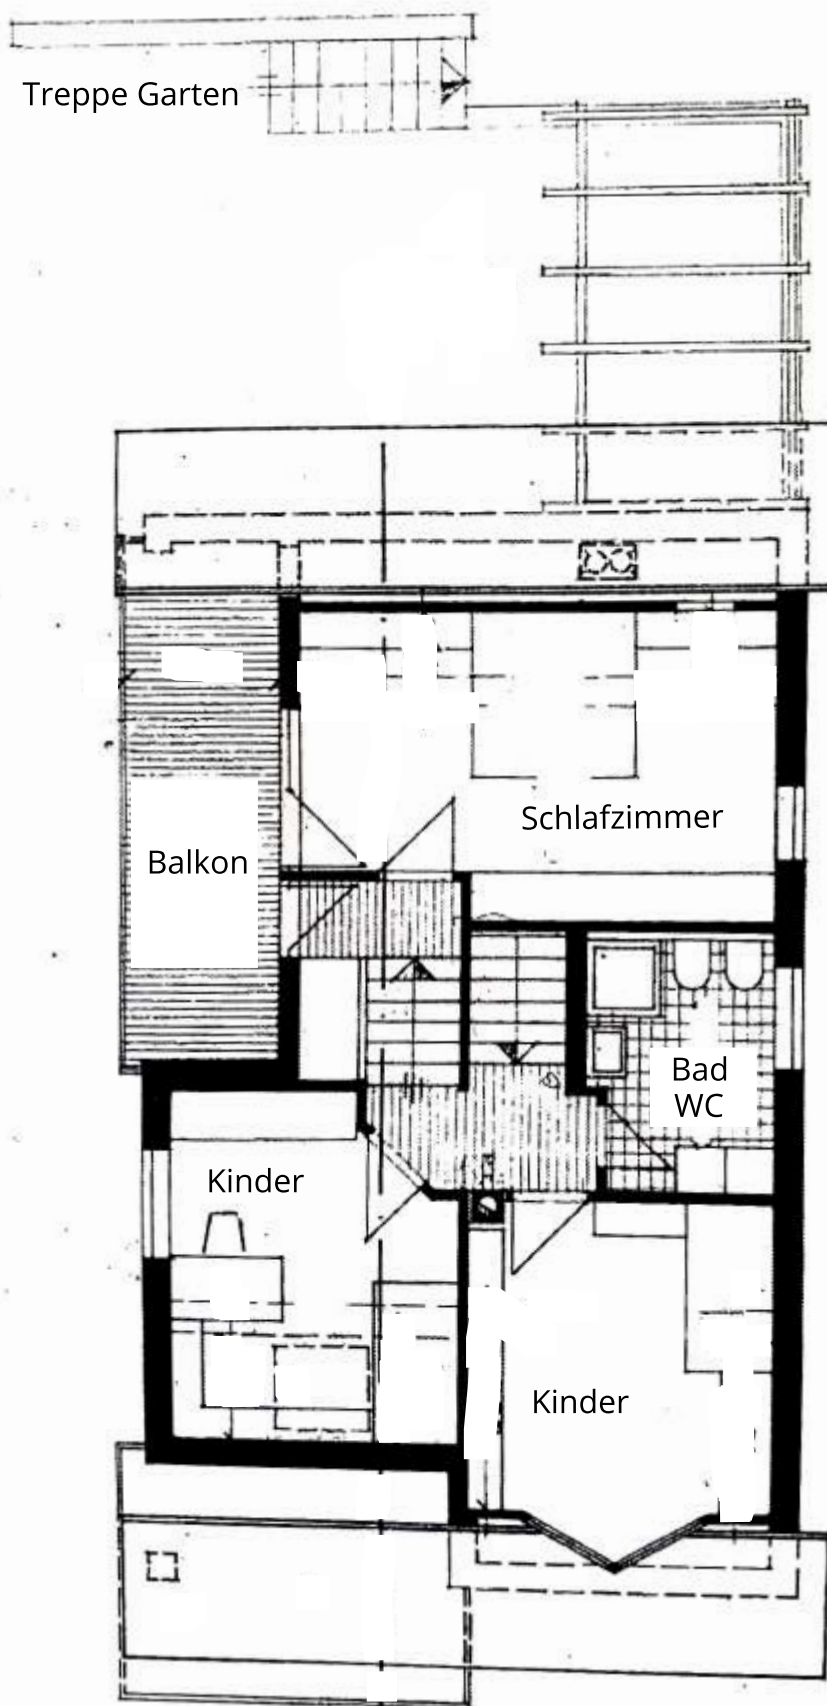 Treppe Garten
Schlafzimmer
Balkon
Bad
WC
Kinder
Kinder